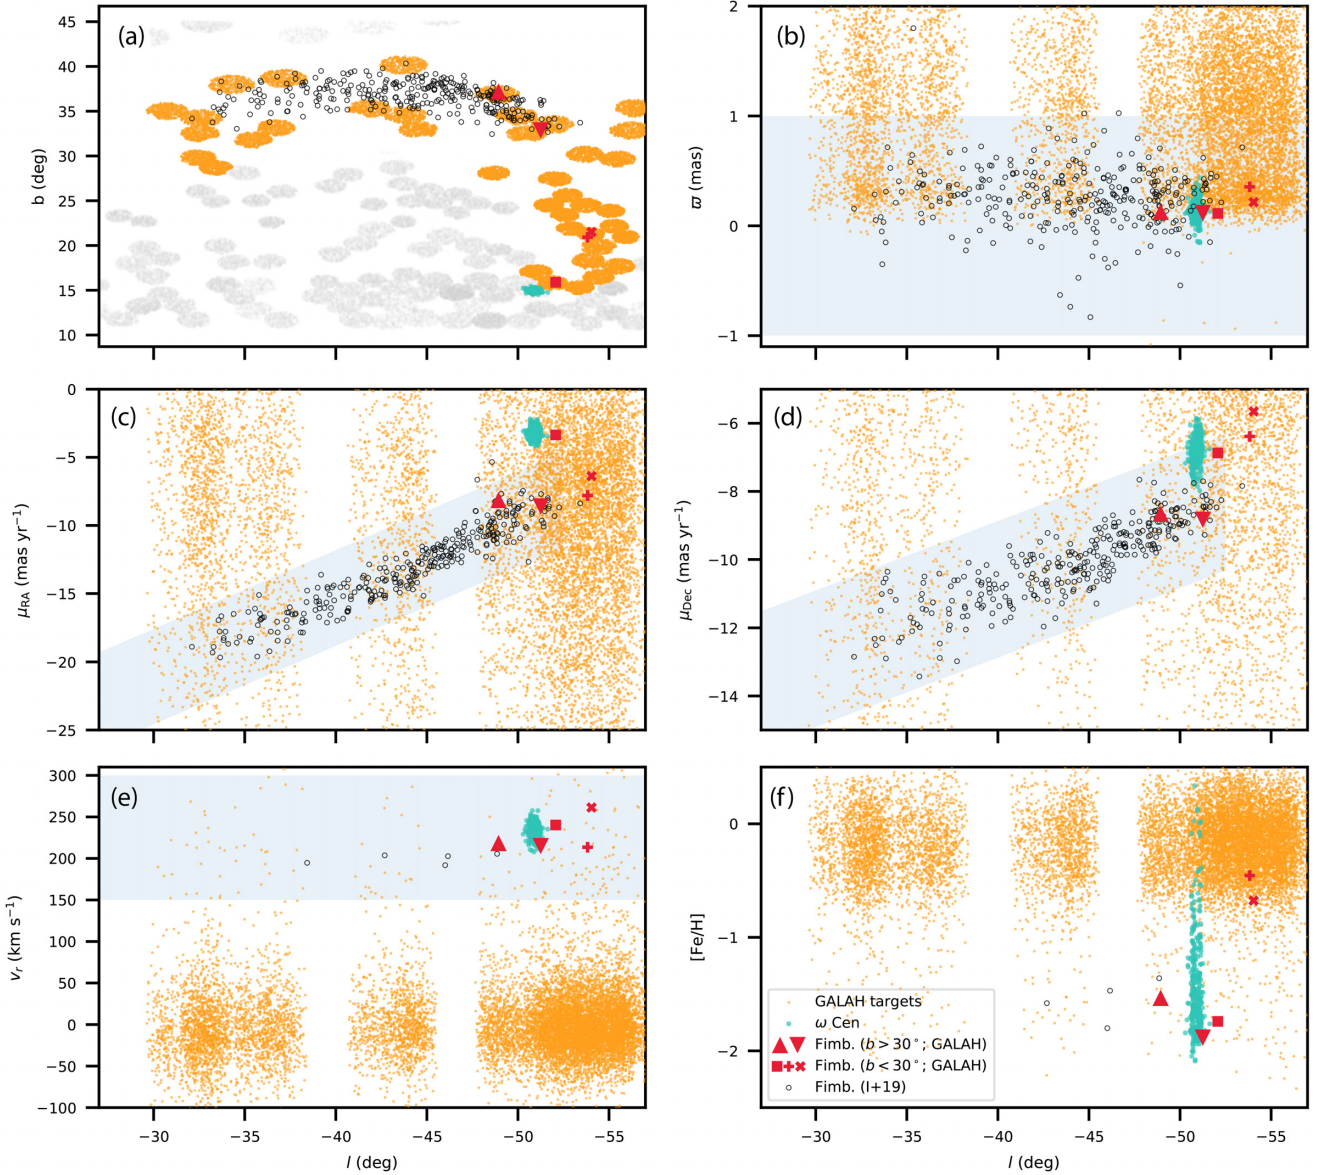 (a)
45
40
35
30
25
20
15
10
b (deg)
(b)
2
1
0
−1
ϖ (mas)
(c)
0
−5
−10
−15
−20
−25
μRA (mas yr−1)
(d)
−6
−8
−10
−12
−14
μDec (mas yr−1)
(e)
300
250
200
150
100
50
0
−50
−100
vr (km s−1)
−30 −35 −40 −45 −50 −55
l (deg)
(f)
0
−1
−2
[Fe/H]
GALAH targets
ω Cen
Fimb. (b > 30°; GALAH)
Fimb. (b < 30°; GALAH)
Fimb. (I+19)
−30 −35 −40 −45 −50 −55
l (deg)